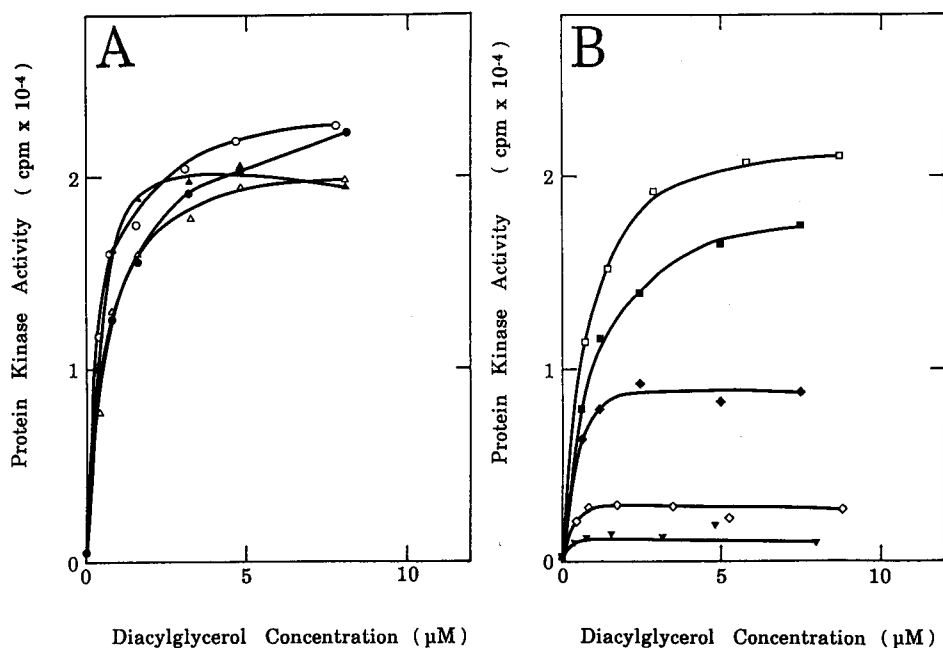 A
B
Protein Kinase Activity ( cpm x 10⁻⁴ )
2
1
0
0
5
10
Diacylglycerol Concentration ( μM )
Protein Kinase Activity ( cpm x 10⁻⁴ )
2
1
0
0
5
10
Diacylglycerol Concentration ( μM )